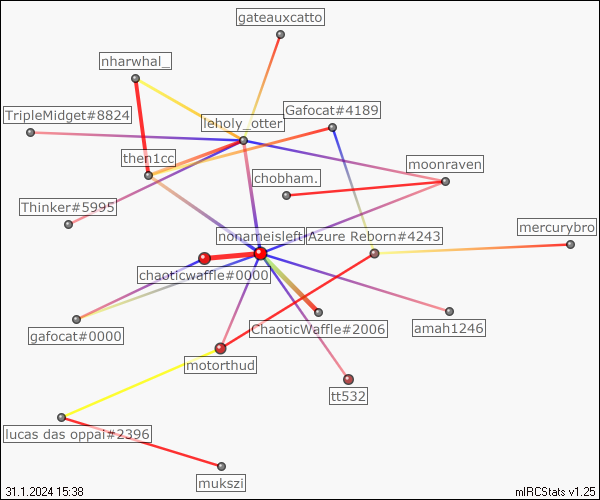 gateauxcatto
nharwhal_
TripleMidget#8824
Gafocat#4189
leholy_otter
then1cc
moonraven
chobham.
Thinker#5995
mercurybro
nonameisleft
Azure Reborn#4243
chaoticwaffle#0000
gafocat#0000
ChaoticWaffle#2006
amah1246
motorthud
tt532
lucas das oppai#2396
mukszi
31.1.2024 15:38
mIRCStats v1.25